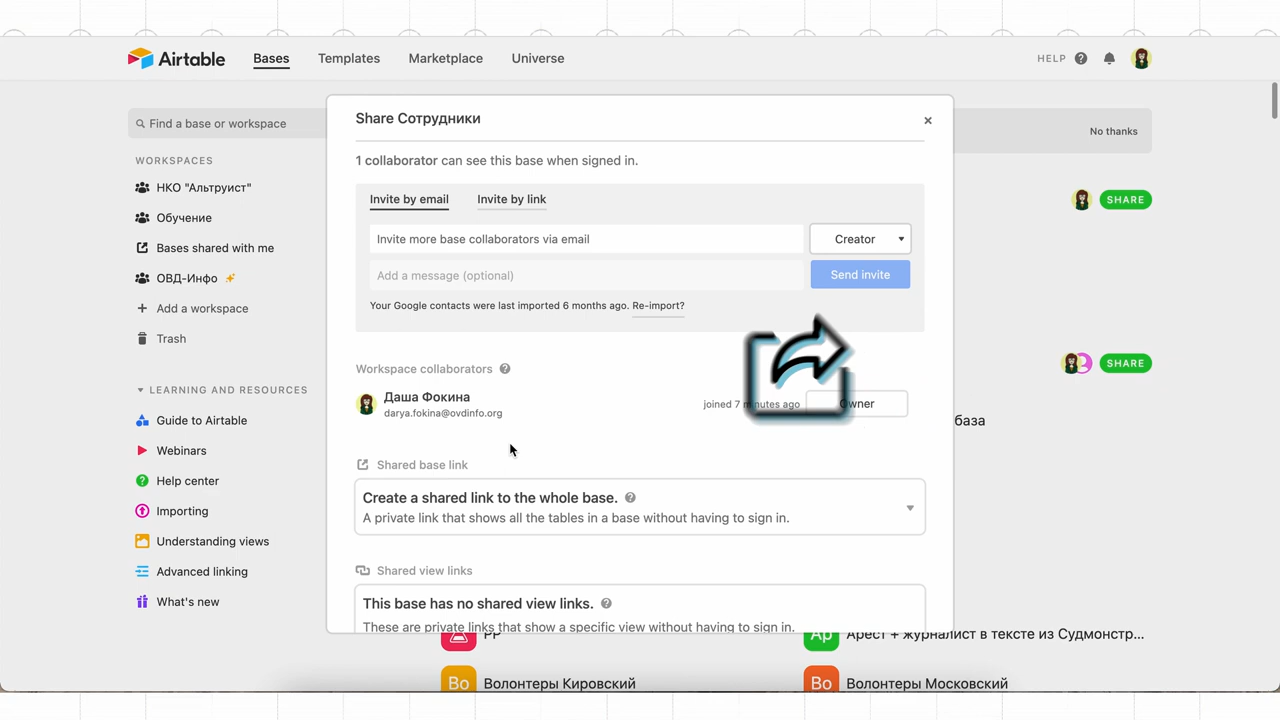 Airtable
Bases
Templates
Marketplace
Universe
HELP
Find a base or workspace
WORKSPACES
НКО "Альтруист"
Обучение
Bases shared with me
ОВД-Инфо
Add a workspace
Trash
LEARNING AND RESOURCES
Guide to Airtable
Webinars
Help center
Importing
Understanding views
Advanced linking
What's new
Share Сотрудники
1 collaborator can see this base when signed in.
Invite by email
Invite by link
Invite more base collaborators via email
Creator
Add a message (optional)
Send invite
Your Google contacts were last imported 6 months ago. Re-import?
Workspace collaborators
Даша Фокина
darya.fokina@ovdinfo.org
joined 7 minutes ago
Owner
Shared base link
Create a shared link to the whole base.
A private link that shows all the tables in a base without having to sign in.
Shared view links
This base has no shared view links.
These are private links that show a specific view without having to sign in.
No thanks
SHARE
SHARE
база
PP
Ар
Арест + журналист в тексте из Судмонстр...
Во
Волонтеры Кировский
Во
Волонтеры Московский